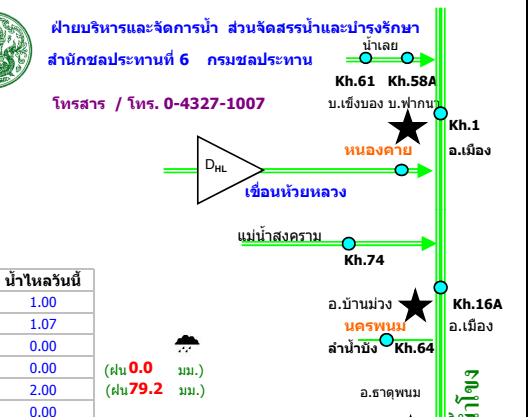 ฝ่ายบริหารและจัดการน้ำ ส่วนจัดสรรน้ำและบำรุงรักษา
สำนักชลประทานที่ 6 กรมชลประทาน
โทรสาร / โทร. 0-4327-1007
น้ำเลย
Kh.61 Kh.58A
บ.เข็งบอง บ.ฟากนา
Kh.1
หนองคาย
อ.เมือง
DHL
เขื่อนห้วยหลวง
แม่น้ำสงคราม
Kh.74
น้ำไหลวันนี้
1.00
1.07
0.00
0.00
2.00
0.00
(ฝน 0.0 มม.)
(ฝน 79.2 มม.)
อ.บ้านม่วง
Kh.16A
นครพนม
อ.เมือง
ลำน้ำบัง Kh.64
อ.ธาตุพนม